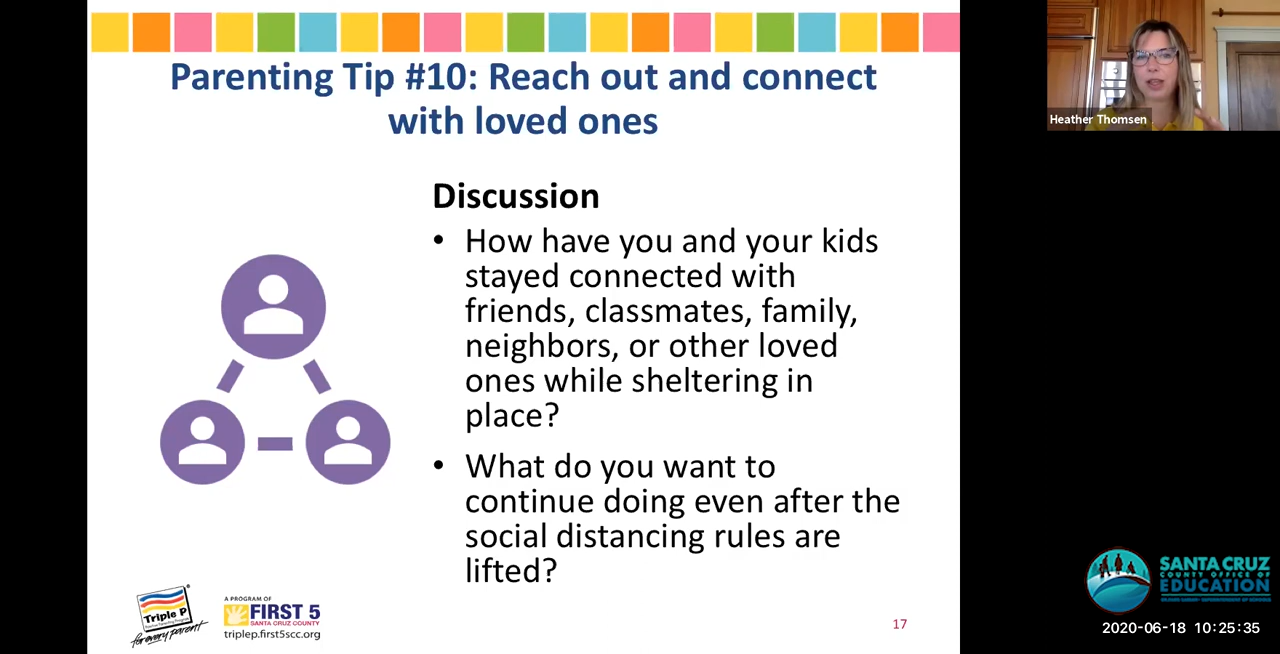 Parenting Tip #10: Reach out and connect
with loved ones
Heather Thomsen
Discussion
• How have you and your kids
stayed connected with
friends, classmates, family,
neighbors, or other loved
ones while sheltering in
place?
• What do you want to
continue doing even after the
social distancing rules are
lifted?
Triple P
for every parent
A PROGRAM OF
FIRST 5
SANTA CRUZ COUNTY
triplep.first5scc.org
17
SANTA CRUZ
COUNTY OFFICE OF
EDUCATION
2020-06-18 10:25:35